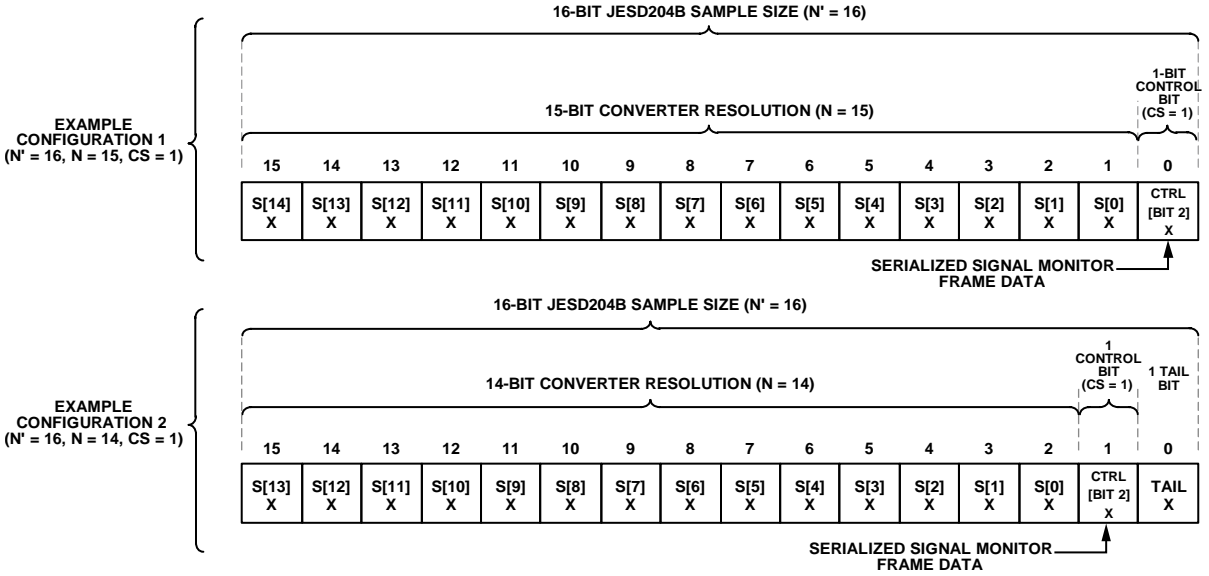 16-BIT JESD204B SAMPLE SIZE (N' = 16)
1-BIT
CONTROL
BIT
(CS = 1)
15-BIT CONVERTER RESOLUTION (N = 15)
EXAMPLE
CONFIGURATION 1
(N' = 16, N = 15, CS = 1)
15 14 13 12 11 10 9 8 7 6 5 4 3 2 1 0
S[14] S[13] S[12] S[11] S[10] S[9] S[8] S[7] S[6] S[5] S[4] S[3] S[2] S[1] S[0] CTRL
[BIT 2]
X X X X X X X X X X X X X X X X
SERIALIZED SIGNAL MONITOR
FRAME DATA
16-BIT JESD204B SAMPLE SIZE (N' = 16)
1
CONTROL
BIT
(CS = 1)
1 TAIL
BIT
14-BIT CONVERTER RESOLUTION (N = 14)
EXAMPLE
CONFIGURATION 2
(N' = 16, N = 14, CS = 1)
15 14 13 12 11 10 9 8 7 6 5 4 3 2 1 0
S[13] S[12] S[11] S[10] S[9] S[8] S[7] S[6] S[5] S[4] S[3] S[2] S[1] S[0] CTRL TAIL
[BIT 2]
X X X X X X X X X X X X X X X X
SERIALIZED SIGNAL MONITOR
FRAME DATA